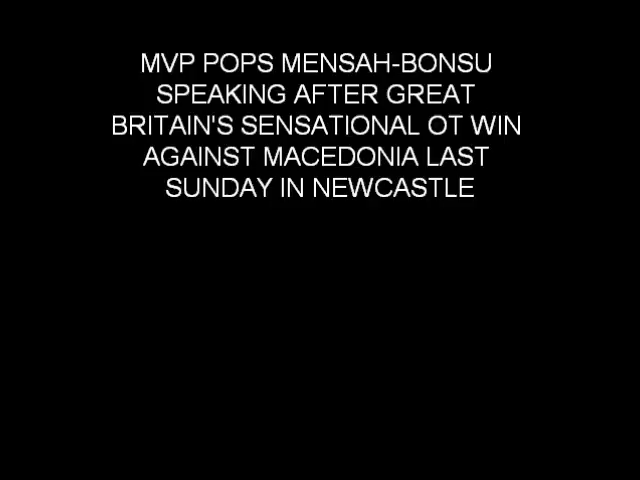 MVP POPS MENSAH-BONSU
SPEAKING AFTER GREAT
BRITAIN'S SENSATIONAL OT WIN
AGAINST MACEDONIA LAST
SUNDAY IN NEWCASTLE